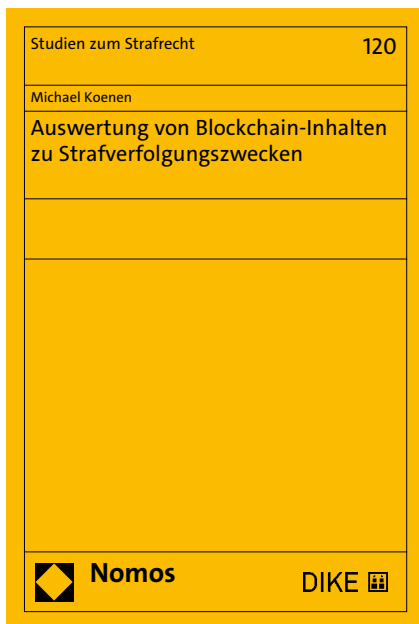 Studien zum Strafrecht 120
Michael Koenen
Auswertung von Blockchain-Inhalten
zu Strafverfolgungszwecken
Nomos
DIKE